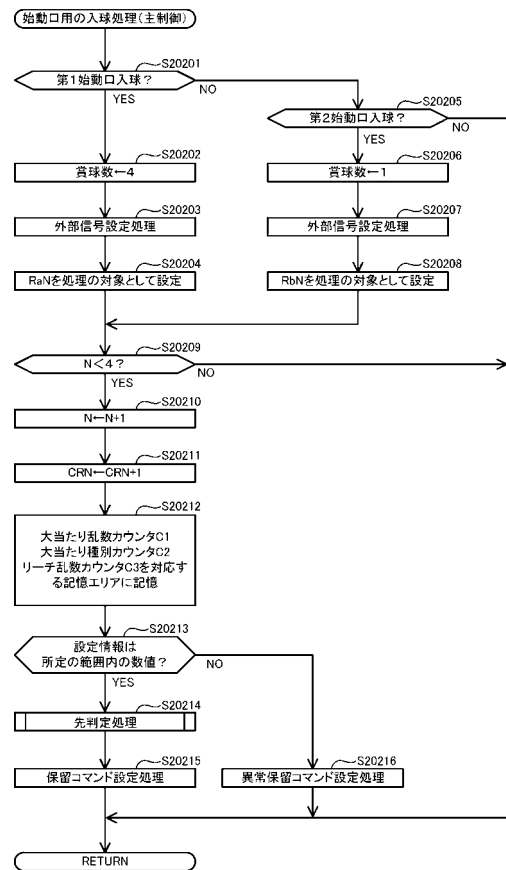 始動口用の入球処理(主制御)
S20201
第1始動口入球？
NO
YES
S20205
第2始動口入球？
NO
YES
S20202
賞球数←4
S20206
賞球数←1
S20203
外部信号設定処理
S20207
外部信号設定処理
S20204
RaNを処理の対象として設定
S20208
RbNを処理の対象として設定
S20209
N＜4？
NO
YES
S20210
N←N+1
S20211
CRN←CRN+1
S20212
大当たり乱数カウンタC1
大当たり種別カウンタC2
リーチ乱数カウンタC3を対応す
る記憶エリアに記憶
S20213
設定情報は
所定の範囲内の数値？
NO
YES
S20214
先判定処理
S20215
保留コマンド設定処理
S20216
異常保留コマンド設定処理
RETURN